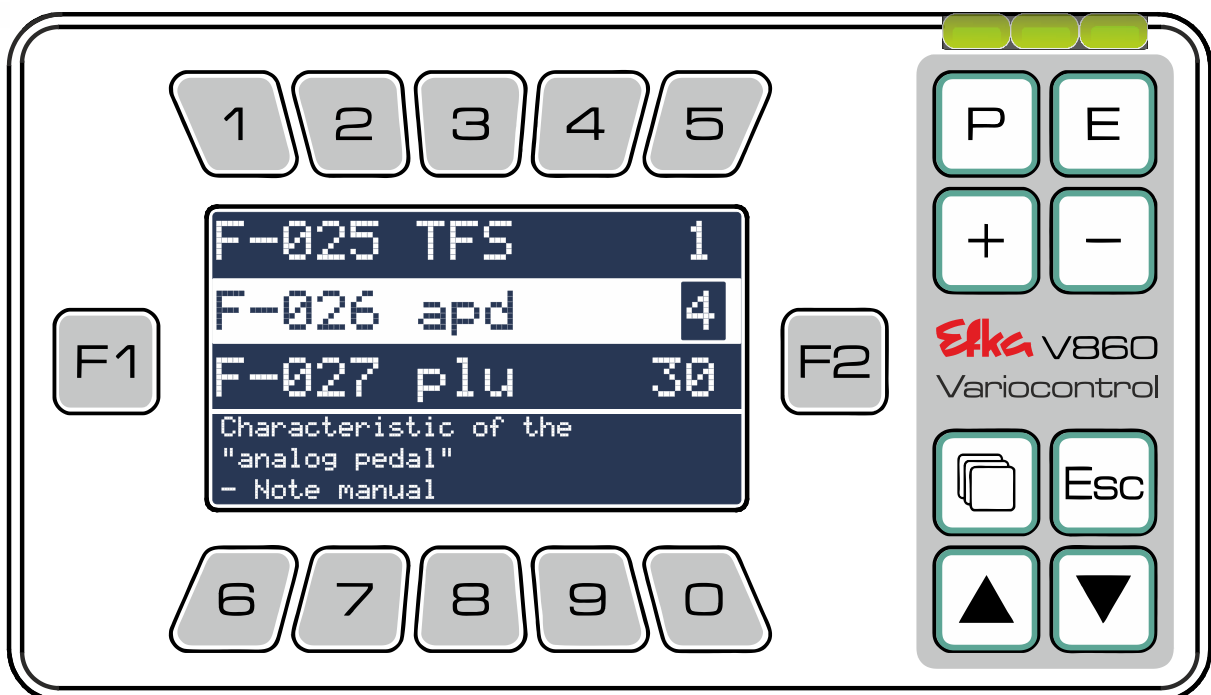 1 2 3 4 5
P E
F-025 TFS 1
+ -
F-026 apd 4
F1
F-027 plu 30
F2
Efka V860
Variocontrol
Characteristic of the
"analog pedal"
- Note manual
Esc
6 7 8 9 0